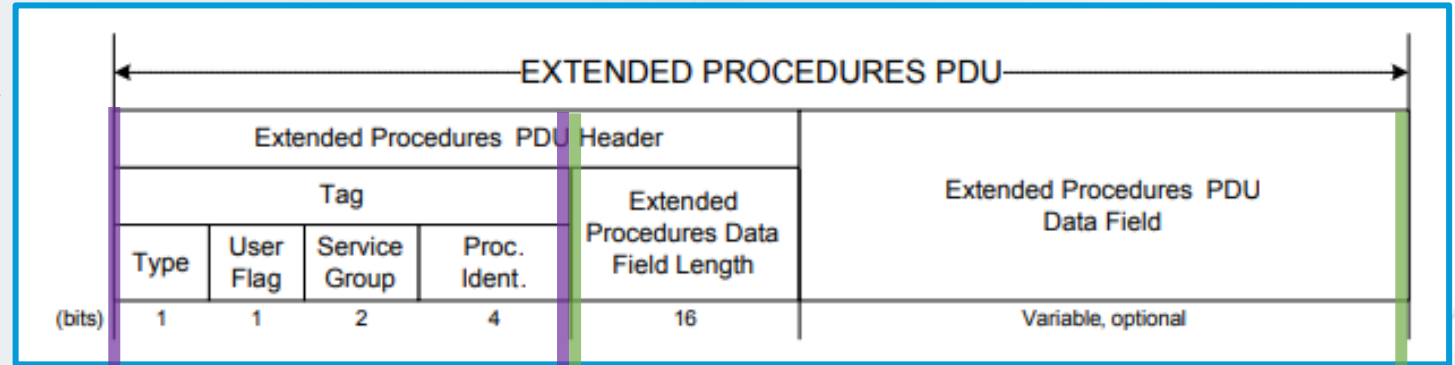 EXTENDED PROCEDURES PDU
Extended Procedures PDU Header
Tag
Extended
Procedures Data
Field Length
Extended Procedures PDU
Data Field
Type
User
Flag
Service
Group
Proc.
Ident.
(bits) 1 1 2 4 16 Variable, optional